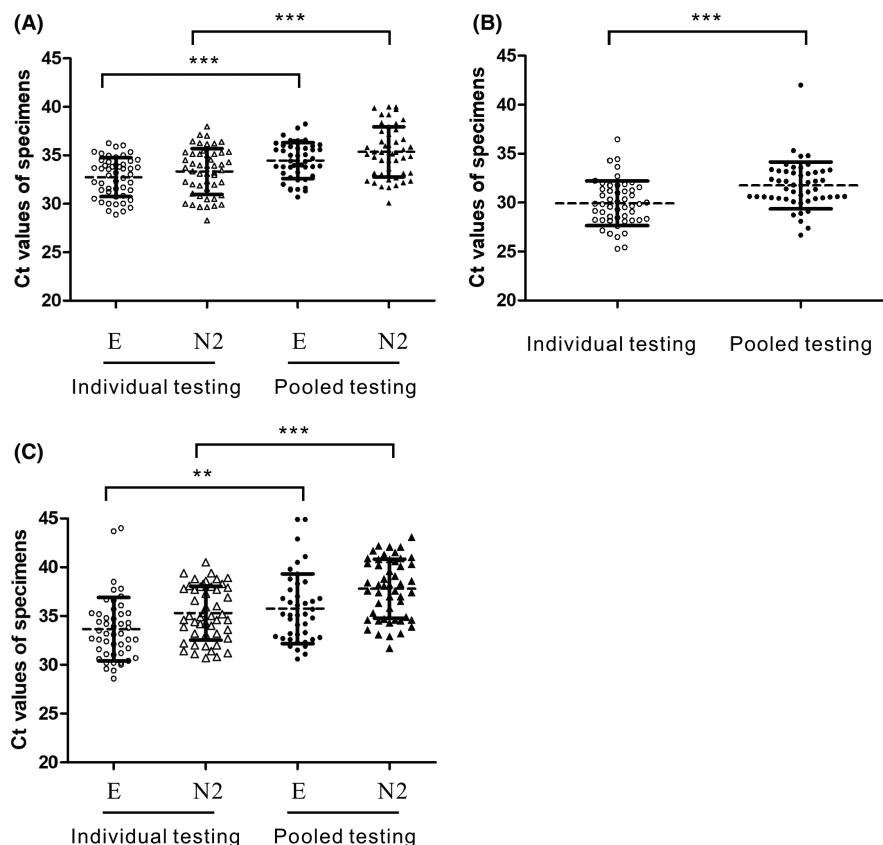 (A)
***
***
Ct values of specimens
45
40
35
30
25
20
E N2 E N2
Individual testing Pooled testing
(B)
***
Ct values of specimens
45
40
35
30
25
20
Individual testing Pooled testing
(C)
***
**
Ct values of specimens
45
40
35
30
25
20
E N2 E N2
Individual testing Pooled testing